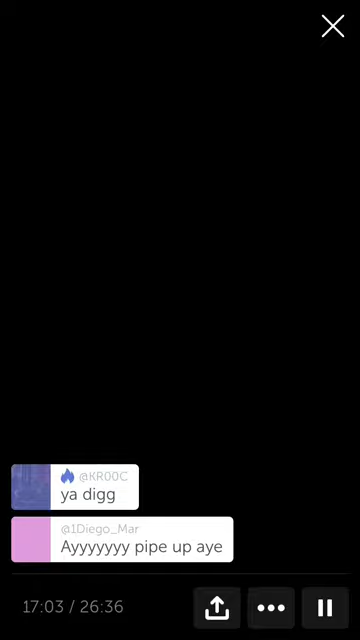 @KR00C
ya digg
@1Diego_Mar
Ayyyyyyy pipe up aye
17:03 / 26:36